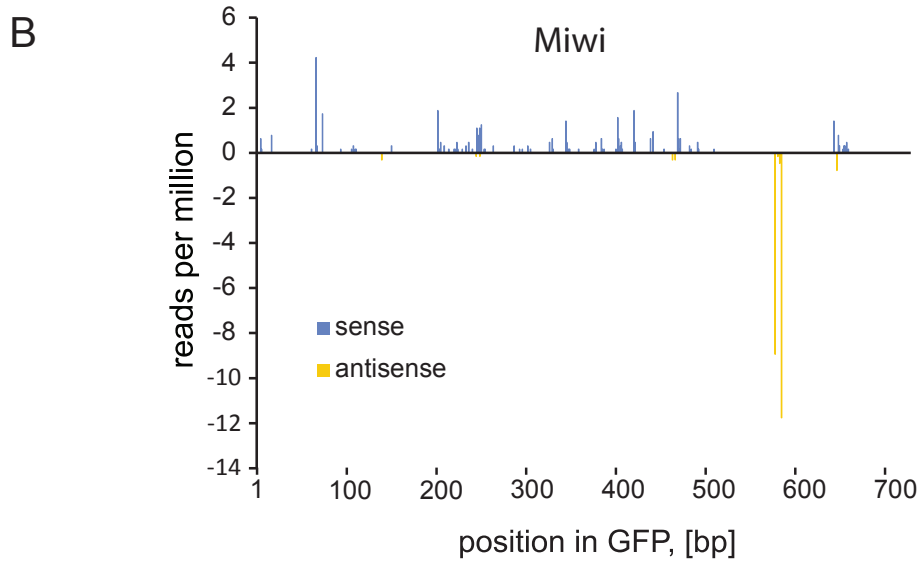 B
Miwi
reads per million
6
4
2
0
-2
-4
-6
-8
-10
-12
-14
sense
antisense
1 100 200 300 400 500 600 700
position in GFP, [bp]